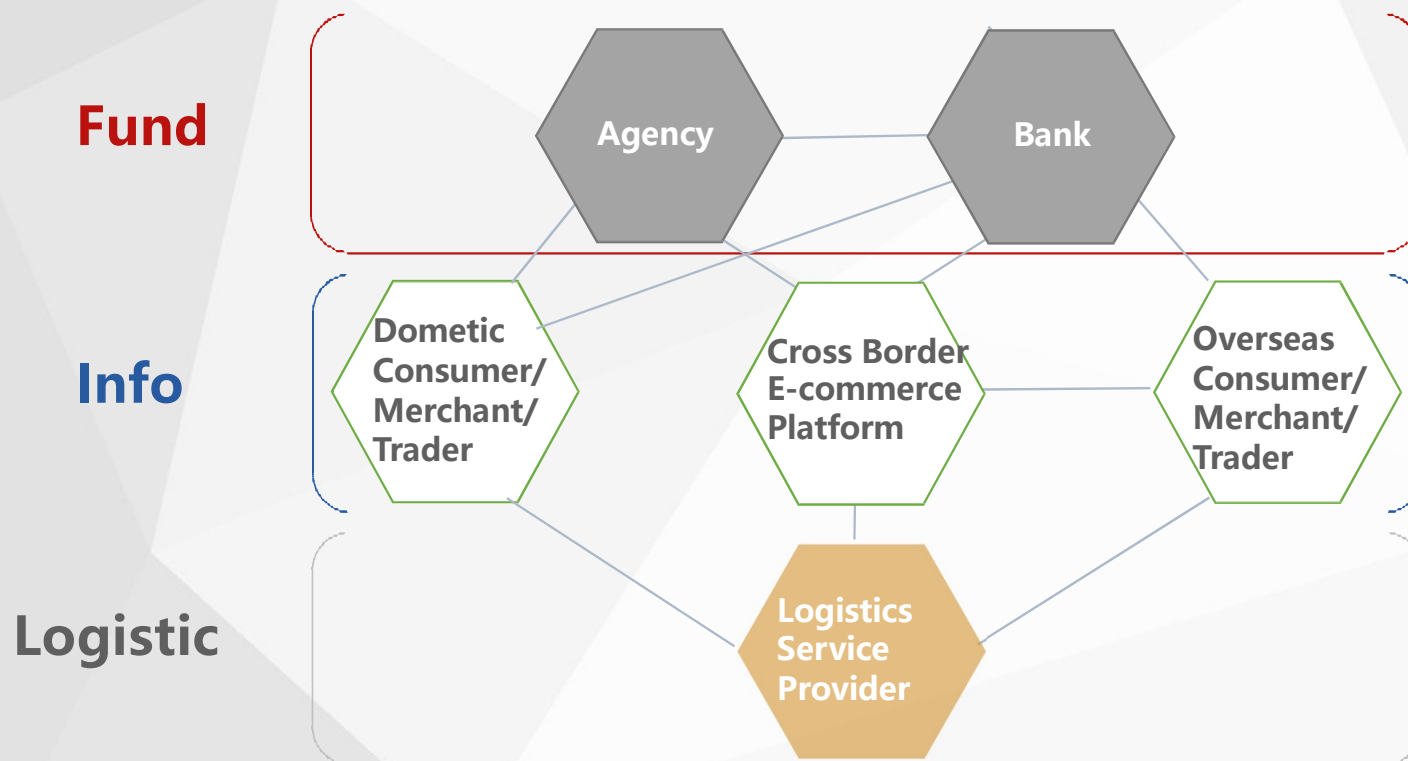 Fund
Agency
Bank
Info
Dometic
Consumer/
Merchant/
Trader
Cross Border
E-commerce
Platform
Overseas
Consumer/
Merchant/
Trader
Logistic
Logistics
Service
Provider